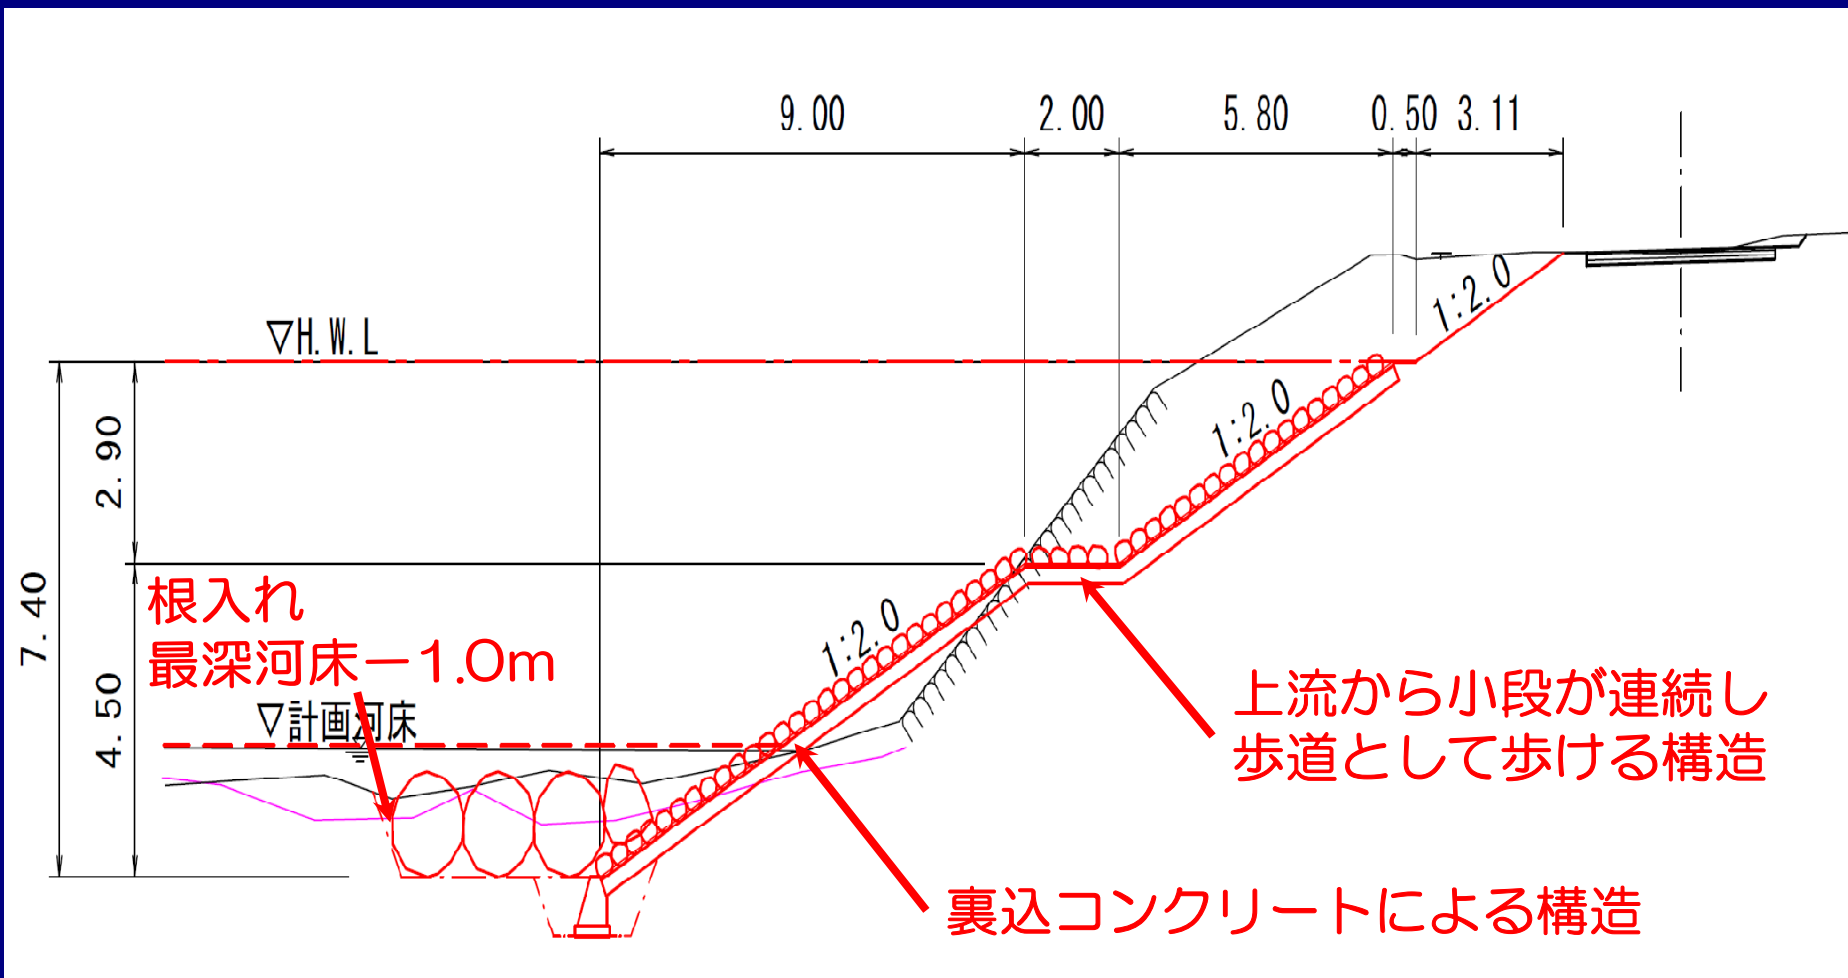 9.00 2.00 5.80 0.50 3.11
1:2.0
▽H.W.L
1:2.0
2.90
7.40
根入れ
最深河床－1.0m
1:2.0
4.50
▽計画河床
上流から小段が連続し
歩道として歩ける構造
裏込コンクリートによる構造